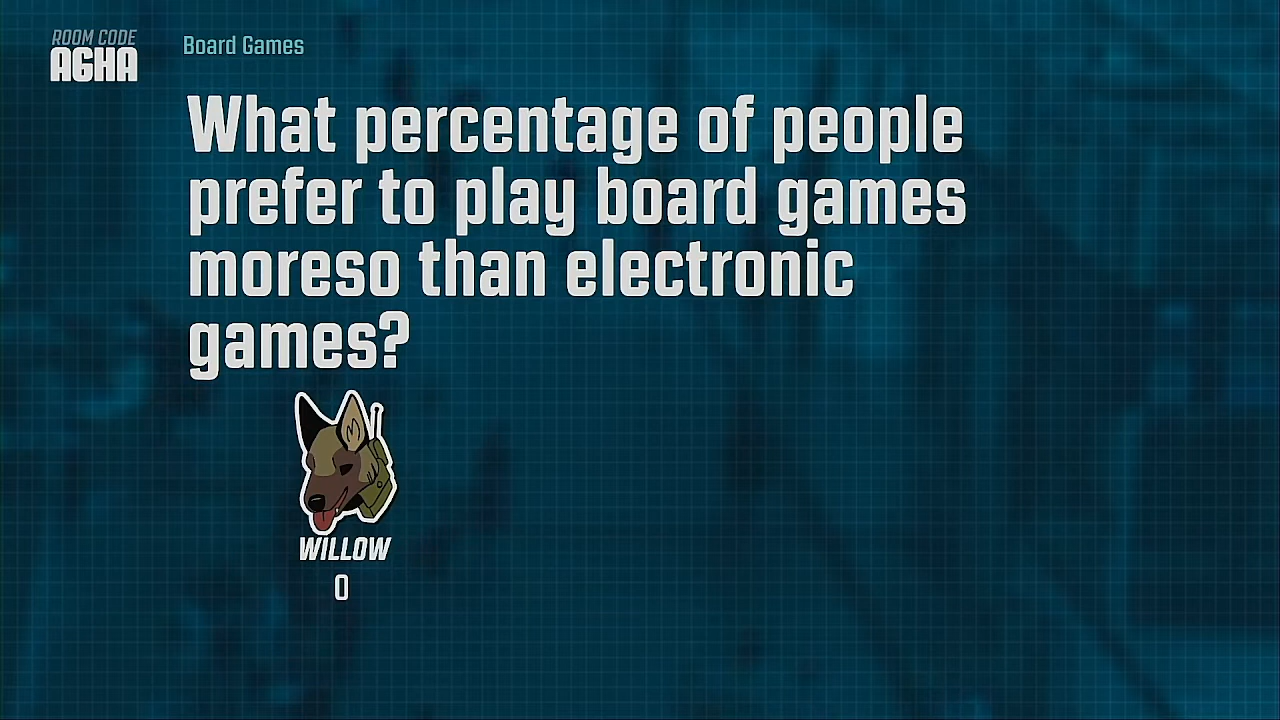 ROOM CODE
AGHA
Board Games
What percentage of people
prefer to play board games
moreso than electronic
games?
WILLOW
0